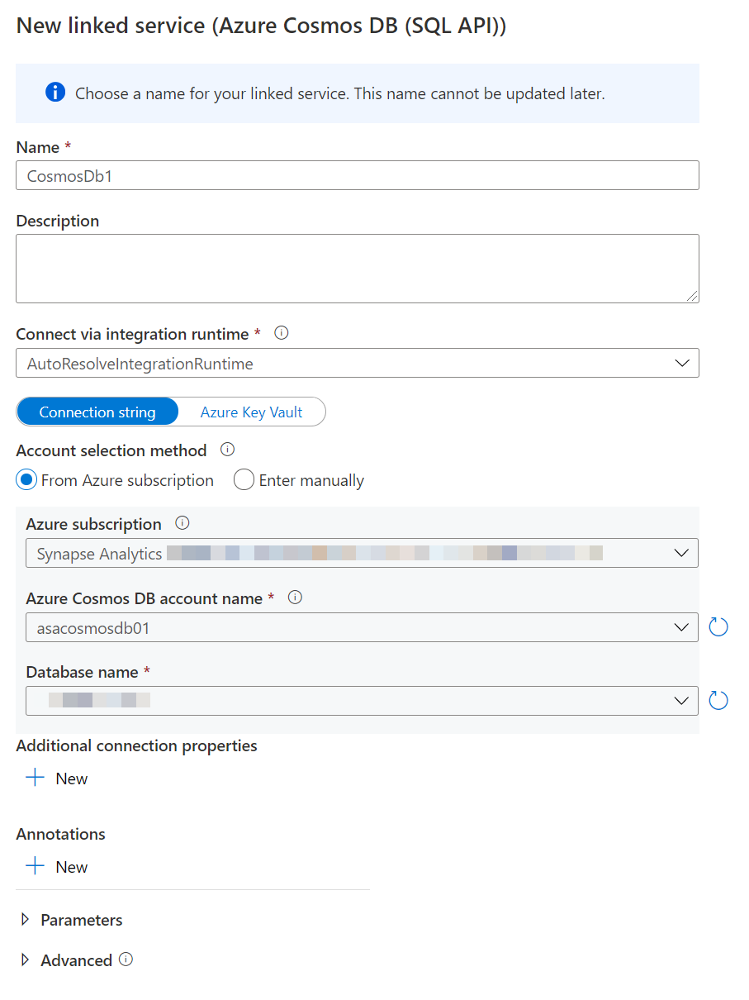 New linked service (Azure Cosmos DB (SQL API))
Choose a name for your linked service. This name cannot be updated later.
Name *
CosmosDb1
Description
Connect via integration runtime *
AutoResolveIntegrationRuntime
Connection string Azure Key Vault
Account selection method
From Azure subscription Enter manually
Azure subscription
Synapse Analytics
Azure Cosmos DB account name *
asacosmosdb01
Database name *
Additional connection properties
New
Annotations
New
Parameters
Advanced